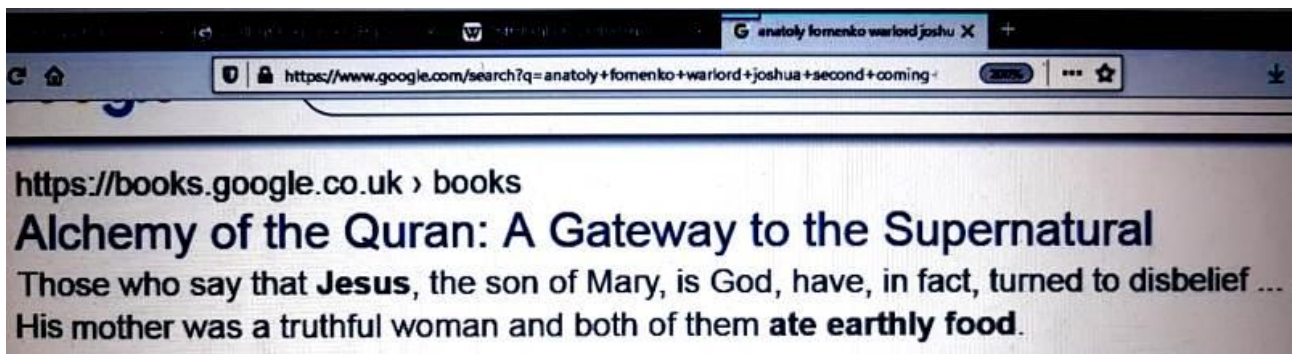 G anatoly fomenko warlord joshu X +
https://www.google.com/search?q=anatoly+fomenko+warlord+joshua+second+coming+ 200%
https://books.google.co.uk › books
Alchemy of the Quran: A Gateway to the Supernatural
Those who say that Jesus, the son of Mary, is God, have, in fact, turned to disbelief ...
His mother was a truthful woman and both of them ate earthly food.